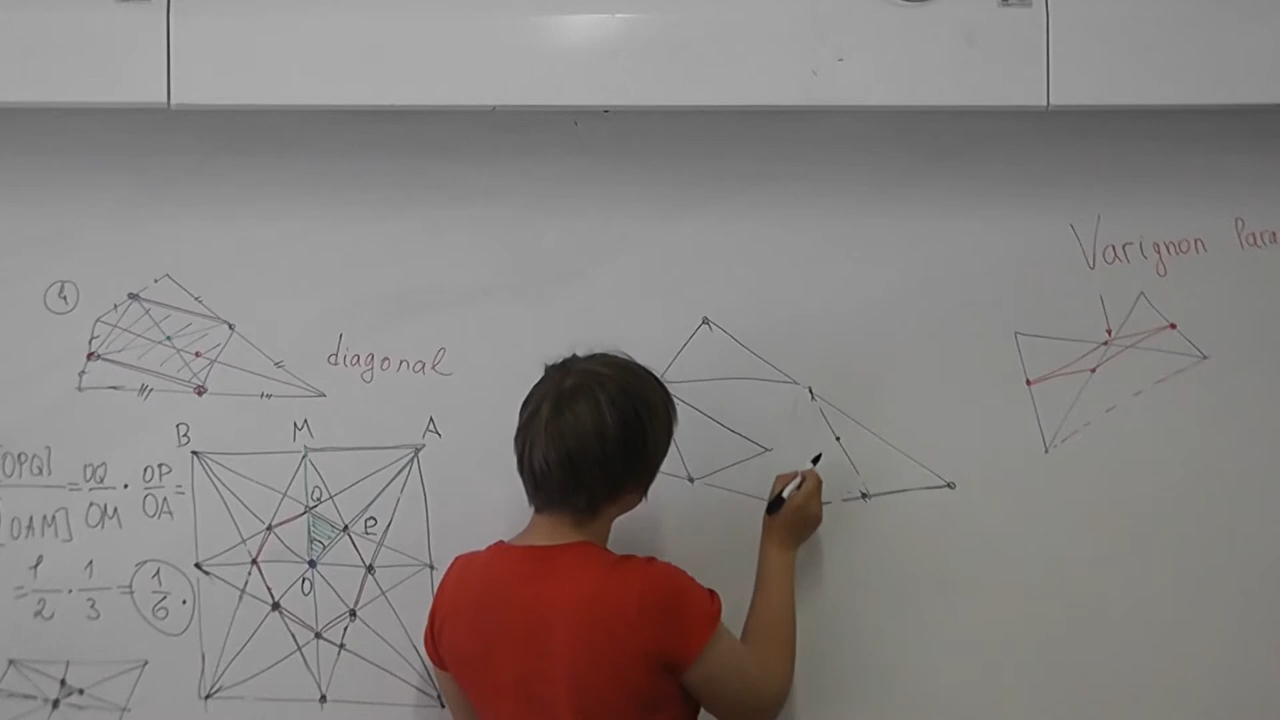 4
diagonal
B M A
Q
P
O
[OPQ] / [OAM] = OQ / OM · OP / OA =
= 1/2 · 1/3 = 1/6.
Varignon Para